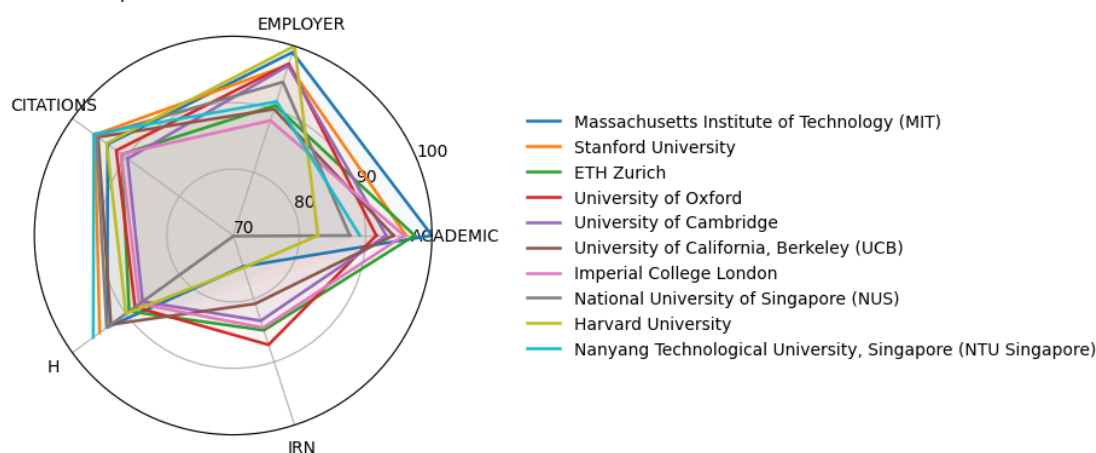 EMPLOYER
CITATIONS
100
90
80
70
ACADEMIC
H
IRN
Massachusetts Institute of Technology (MIT)
Stanford University
ETH Zurich
University of Oxford
University of Cambridge
University of California, Berkeley (UCB)
Imperial College London
National University of Singapore (NUS)
Harvard University
Nanyang Technological University, Singapore (NTU Singapore)